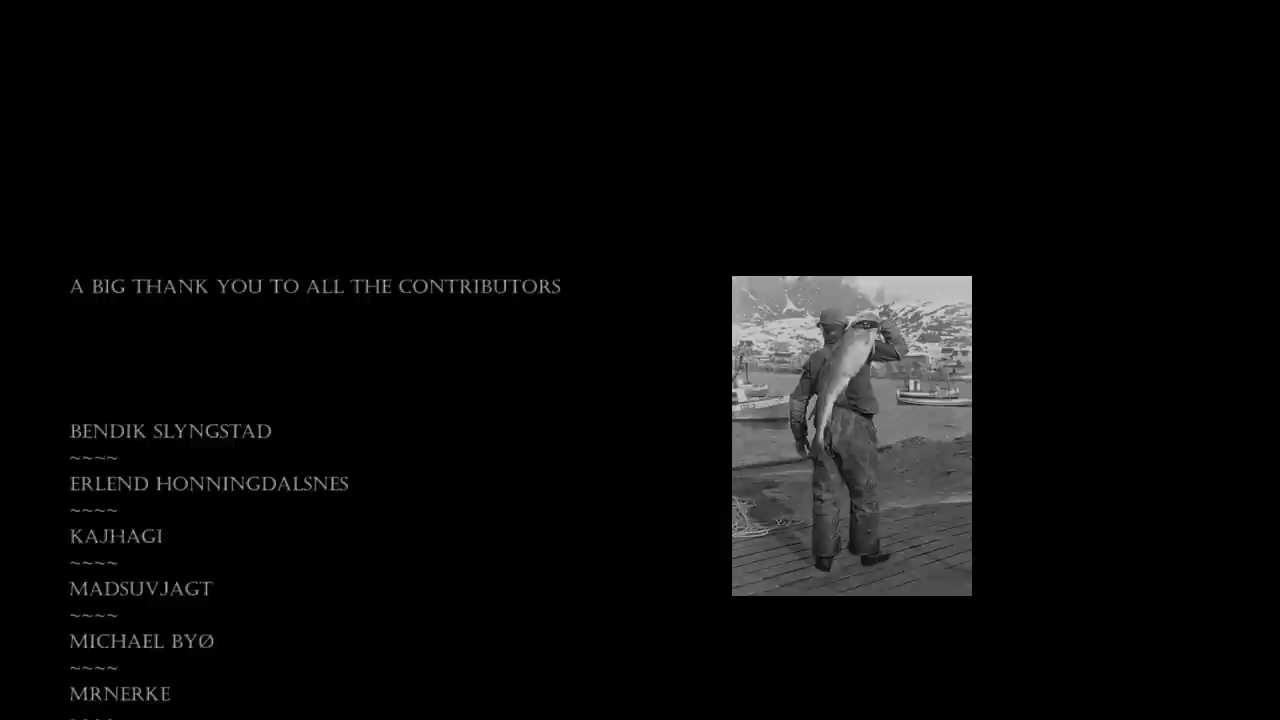 A BIG THANK YOU TO ALL THE CONTRIBUTORS
BENDIK SLYNGSTAD
~~~~
ERLEND HONNINGDALSNES
~~~~
KAJHAGI
~~~~
MADSUVJAGT
~~~~
MICHAEL BYØ
~~~~
MRNERKE
~~~~